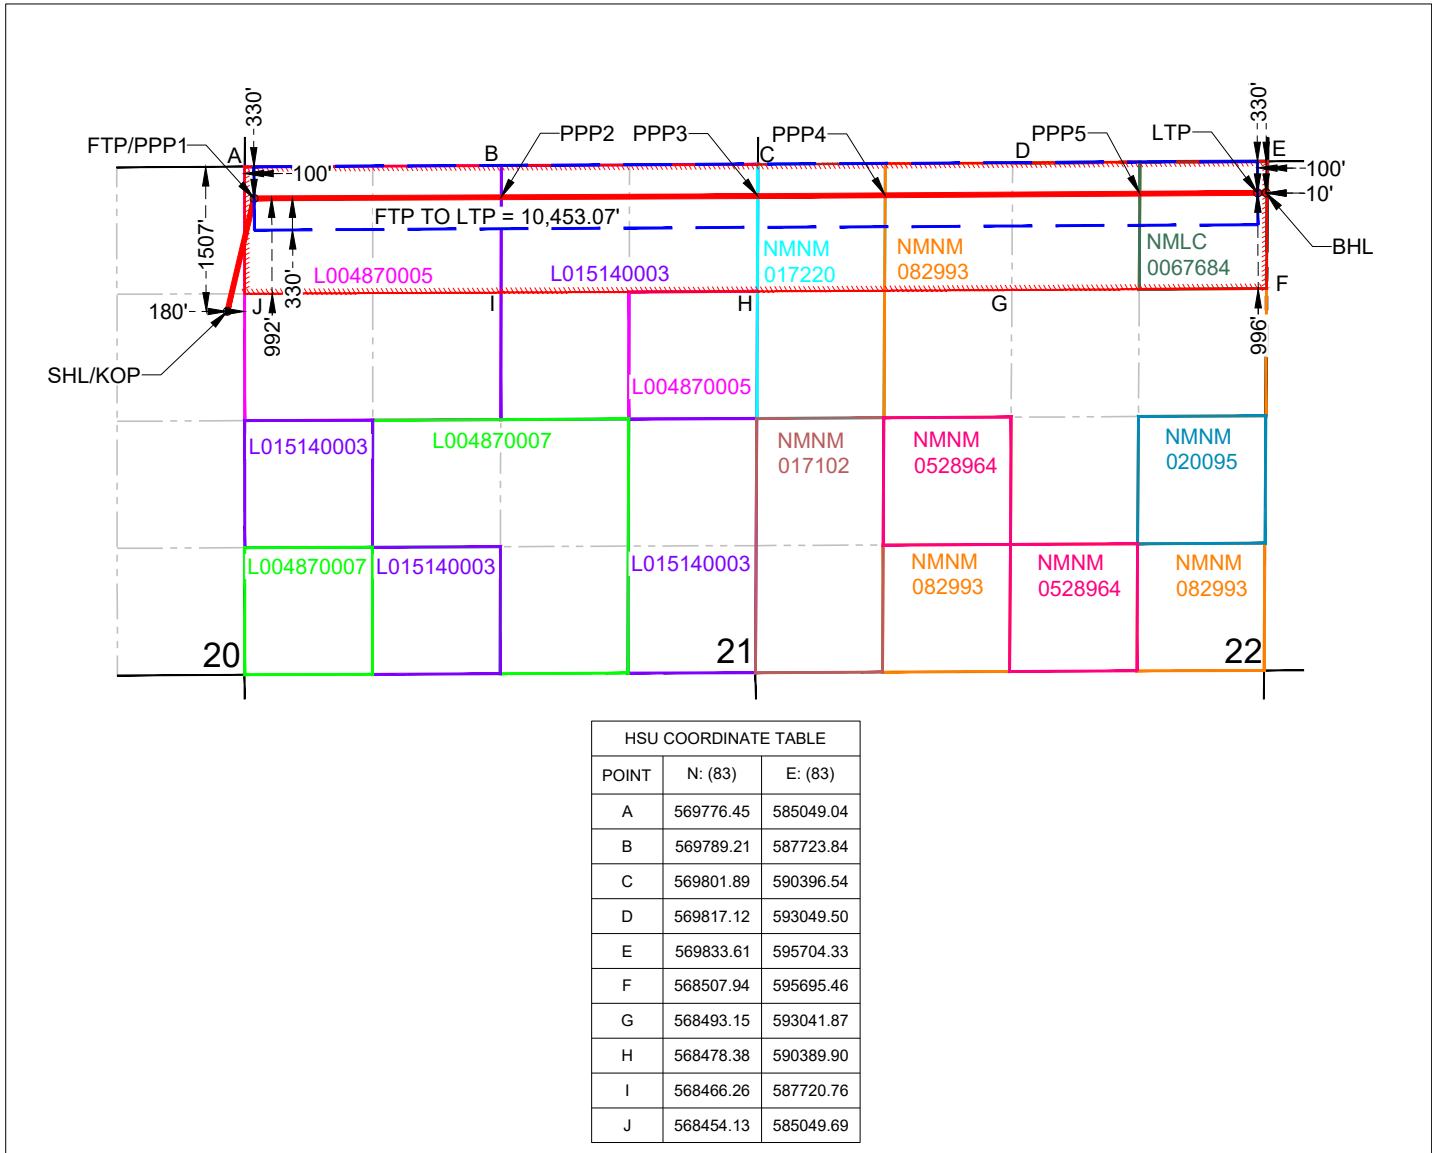 330'
330'
FTP/PPP1
PPP2
PPP3
PPP4
PPP5
LTP
A
B
C
D
E
100'
100'
10'
FTP TO LTP = 10,453.07'
1507'
330'
992'
996'
BHL
L004870005
L015140003
NMNM
017220
NMNM
082993
NMLC
0067684
180'
J
I
H
G
F
SHL/KOP
L004870005
L015140003
L004870007
NMNM
017102
NMNM
0528964
NMNM
020095
L004870007
L015140003
L015140003
NMNM
082993
NMNM
0528964
NMNM
082993
20
21
22
HSU COORDINATE TABLE
POINT N: (83) E: (83)
A 569776.45 585049.04
B 569789.21 587723.84
C 569801.89 590396.54
D 569817.12 593049.50
E 569833.61 595704.33
F 568507.94 595695.46
G 568493.15 593041.87
H 568478.38 590389.90
I 568466.26 587720.76
J 568454.13 585049.69